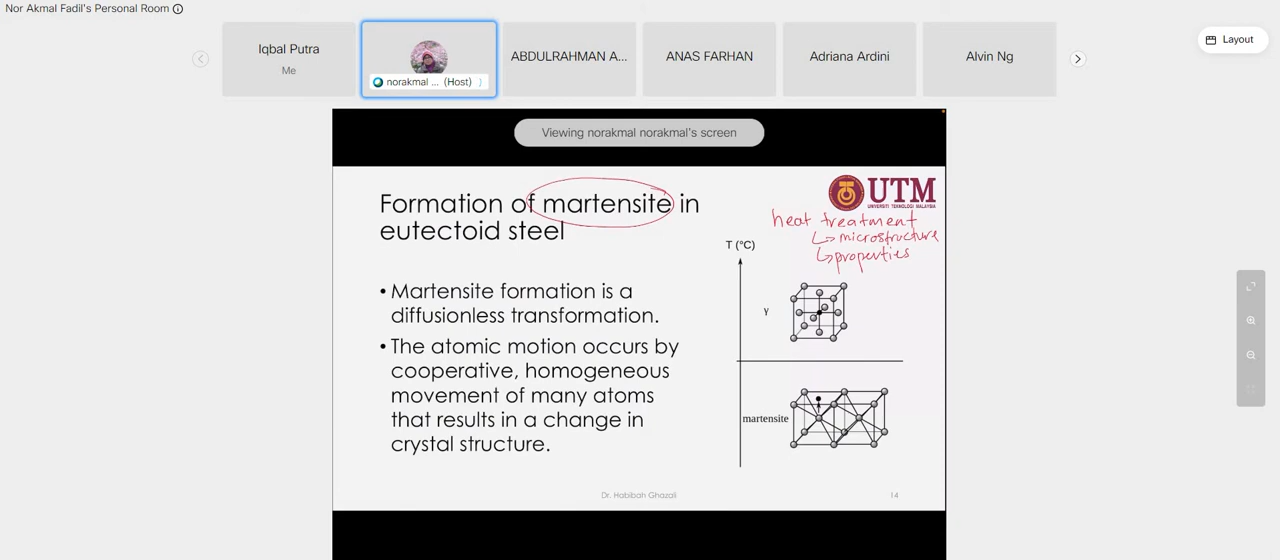 Nor Akmal Fadil's Personal Room
Iqbal Putra
Me
norakmal ... (Host)
ABDULRAHMAN A...
ANAS FARHAN
Adriana Ardini
Alvin Ng
Layout
Viewing norakmal norakmal's screen
Formation of martensite in
eutectoid steel
UTM
UNIVERSITI TEKNOLOGI MALAYSIA
heat treatment
↳ microstructure
↳ properties
T (°C)
• Martensite formation is a
diffusionless transformation.
γ
• The atomic motion occurs by
cooperative, homogeneous
movement of many atoms
that results in a change in
crystal structure.
martensite
Dr. Habibah Ghazali
14